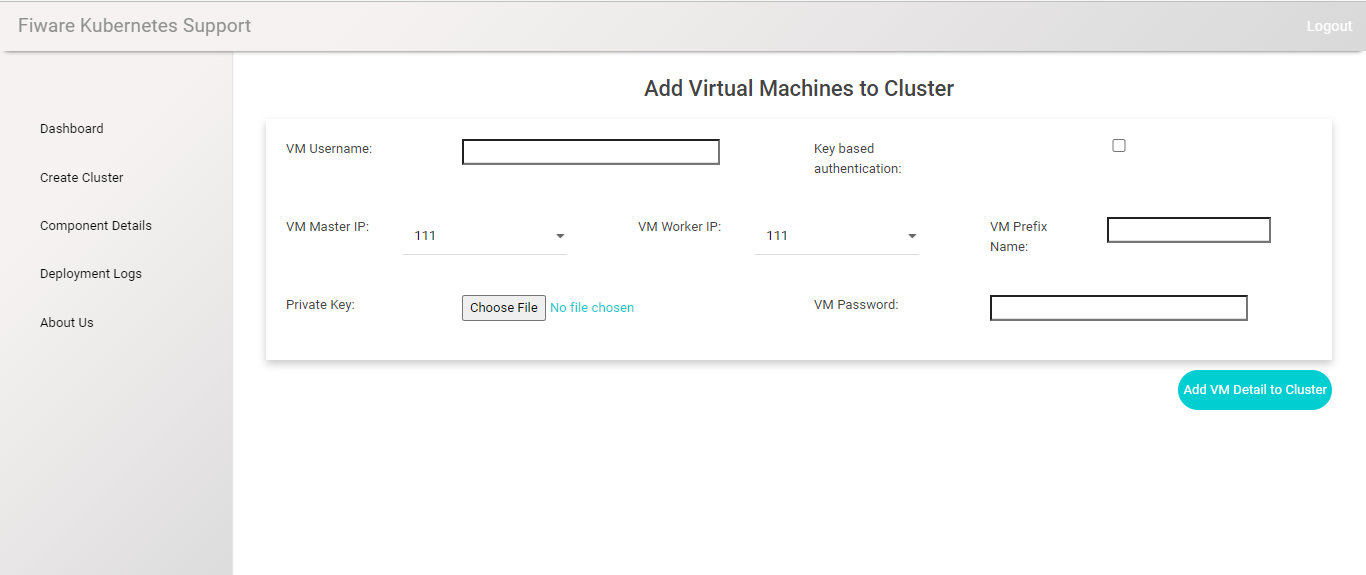 Fiware Kubernetes Support
Logout
Dashboard
Create Cluster
Component Details
Deployment Logs
About Us
Add Virtual Machines to Cluster
VM Username:
Key based
authentication:
VM Master IP:
111
VM Worker IP:
111
VM Prefix
Name:
Private Key:
Choose File No file chosen
VM Password:
Add VM Detail to Cluster